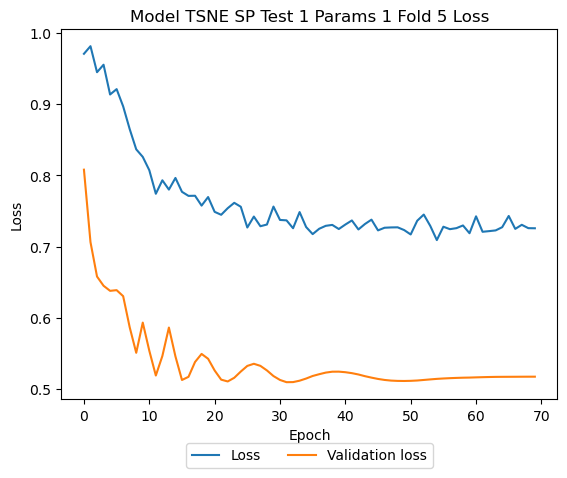 Model TSNE SP Test 1 Params 1 Fold 5 Loss
1.0
0.9
0.8
0.7
0.6
0.5
Loss
0 10 20 30 40 50 60 70
Epoch
Loss Validation loss